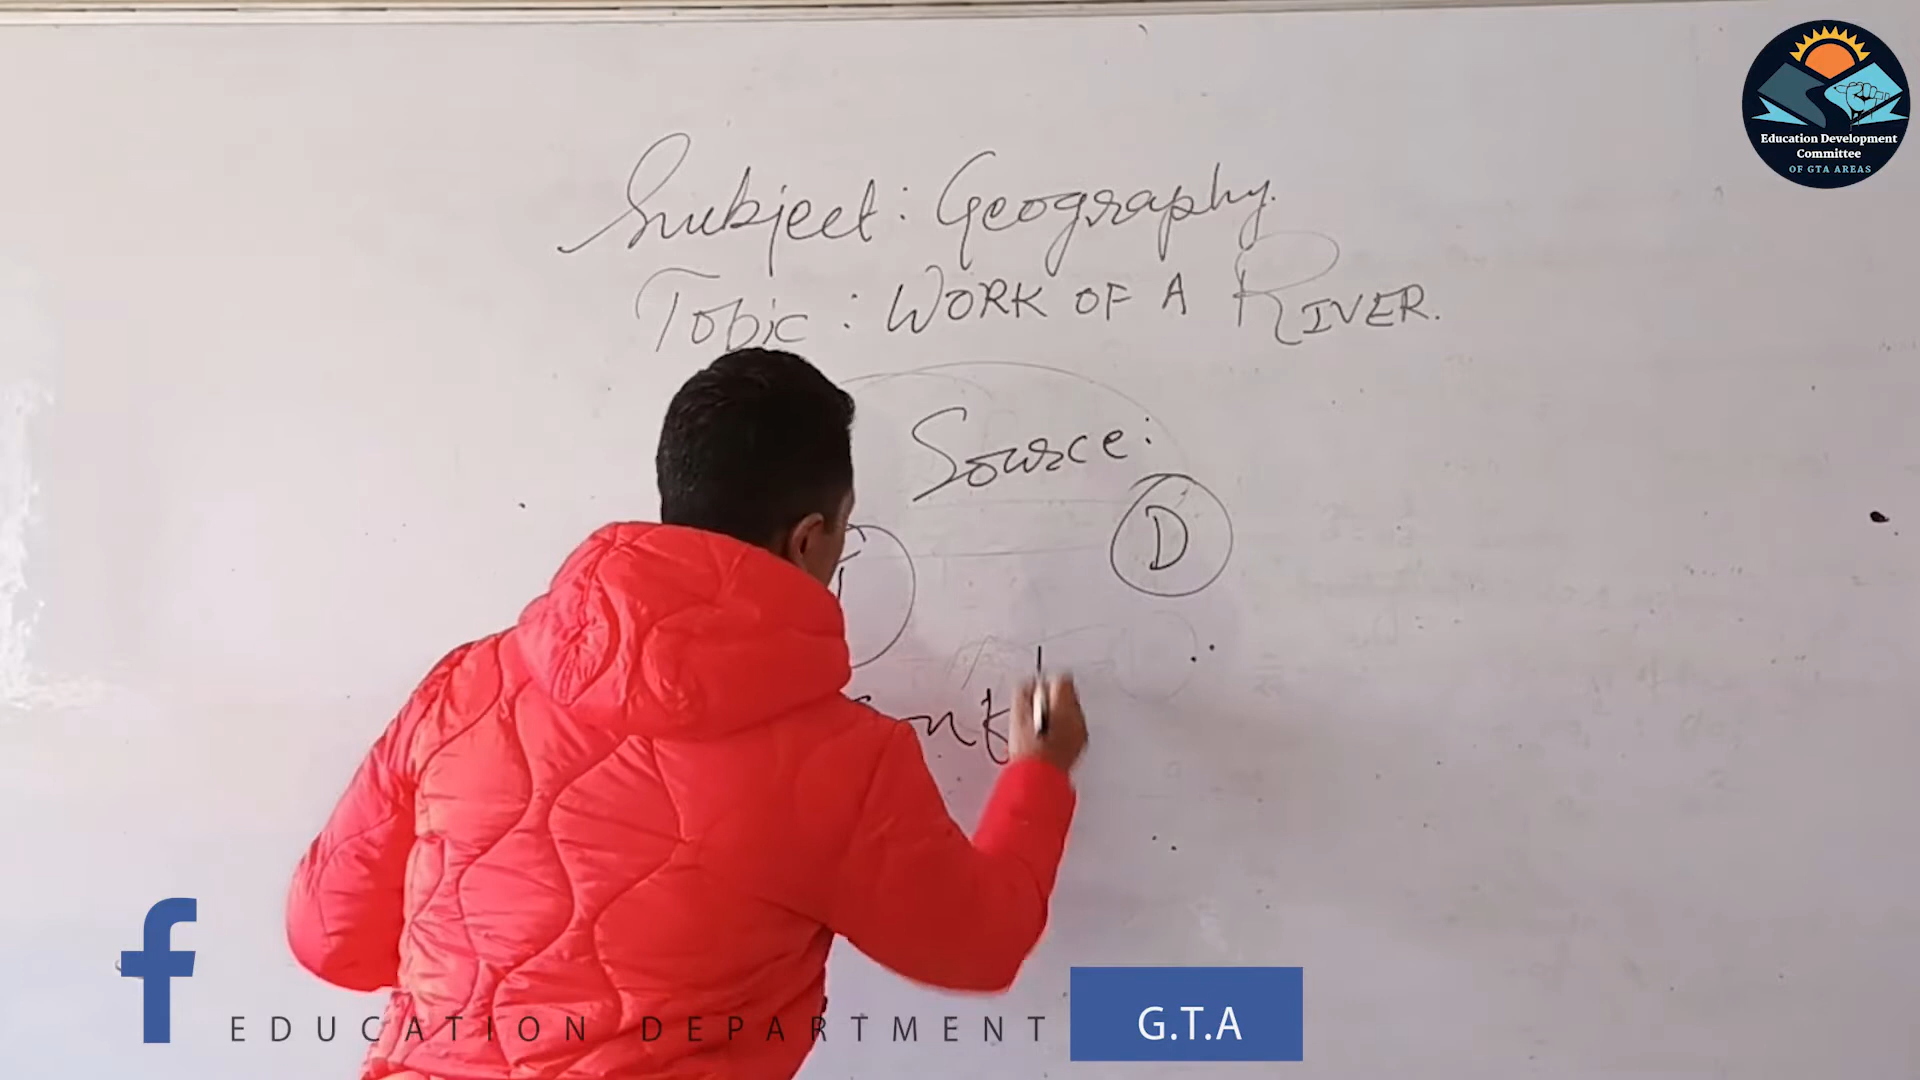 Subject: Geography.
Topic: WORK OF A RIVER.
Source:
D
Education Development
Committee
OF GTA AREAS
f
EDUCATION DEPARTMENT
G.T.A